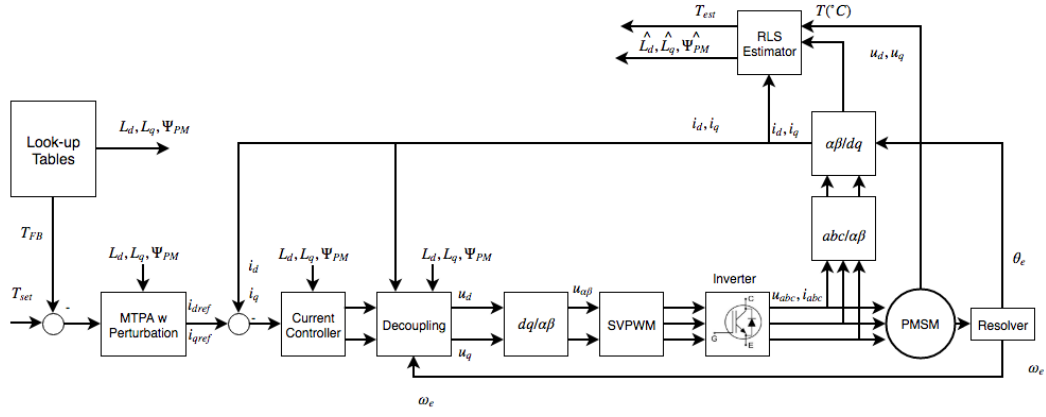 T_est
T(°C)
L̂_d, L̂_q, Ψ̂_PM
RLS
Estimator
u_d, u_q
Look-up
Tables
L_d, L_q, Ψ_PM
i_d, i_q
i_d, i_q
αβ/dq
abc/αβ
T_FB
L_d, L_q, Ψ_PM
i_d
i_q
L_d, L_q, Ψ_PM
L_d, L_q, Ψ_PM
θ_e
T_set
-
MTPA w
Perturbation
i_dref
i_qref
-
Current
Controller
Decoupling
u_d
u_q
dq/αβ
u_αβ
SVPWM
Inverter
C
G
E
u_abc, i_abc
PMSM
Resolver
ω_e
ω_e